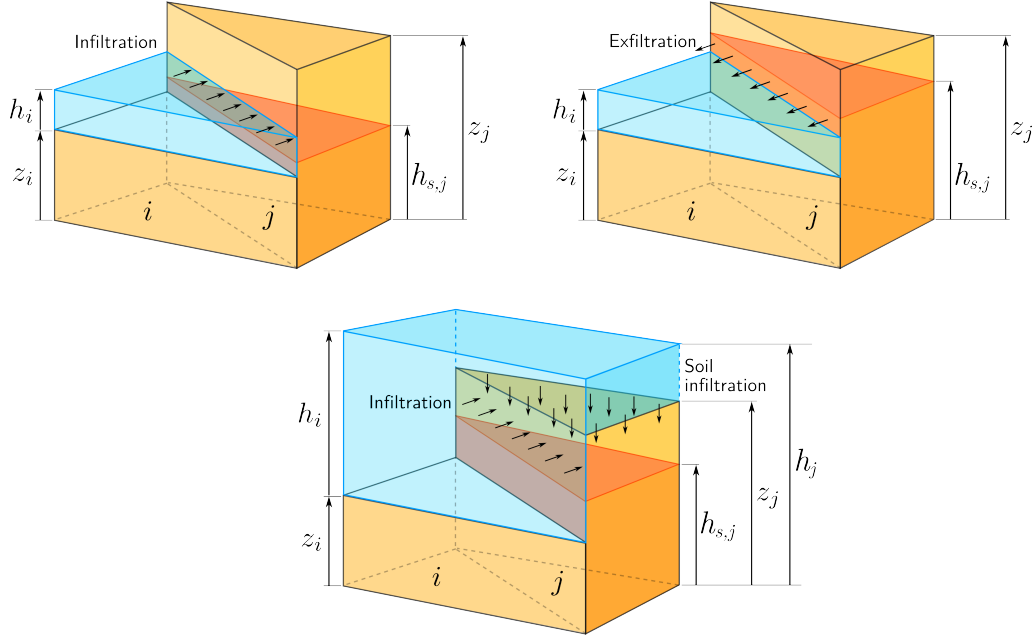 Infiltration
h_i
z_i
z_j
h_{s,j}
i
j
Exfiltration
h_i
z_i
z_j
h_{s,j}
i
j
Soil
infiltration
Infiltration
h_i
h_j
z_j
h_{s,j}
z_i
i
j